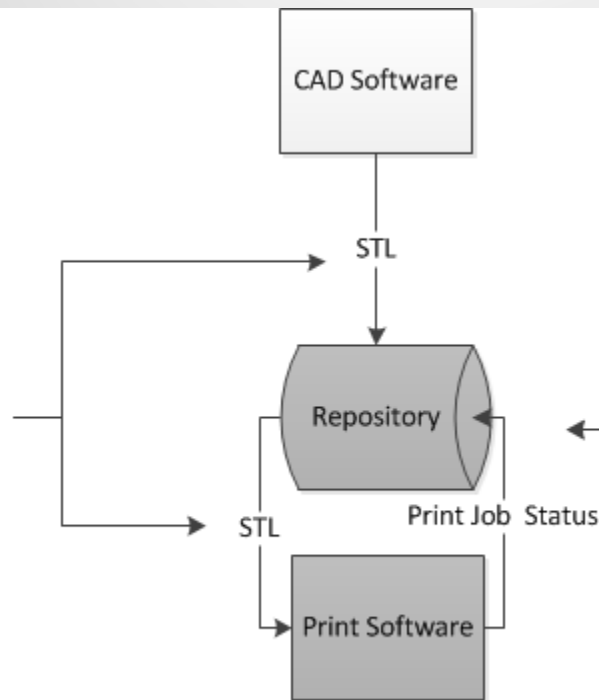 CAD Software
STL
Repository
STL
Print Job Status
Print Software